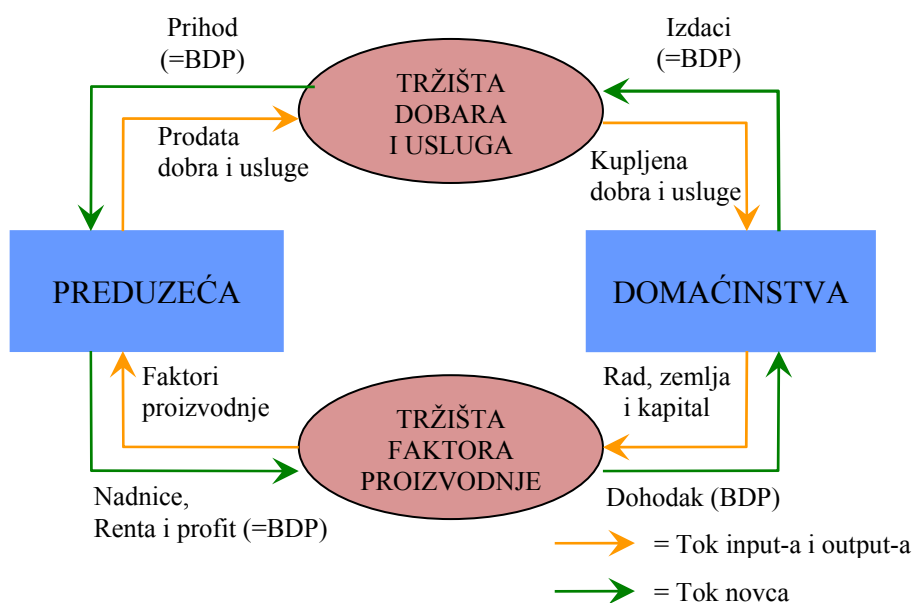 Prihod
(=BDP)
TRŽIŠTA
DOBARA
I USLUGA
Izdaci
(=BDP)
Prodata
dobra i usluge
Kupljena
dobra i usluge
PREDUZEĆA
DOMAĆINSTVA
Faktori
proizvodnje
TRŽIŠTA
FAKTORA
PROIZVODNJE
Rad, zemlja
i kapital
Nadnice,
Renta i profit (=BDP)
Dohodak (BDP)
= Tok input-a i output-a
= Tok novca